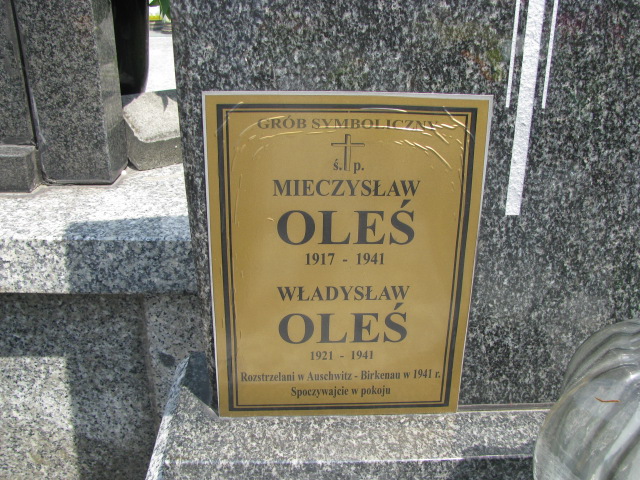 GRÓB SYMBOLICZNY
ś. p.
MIECZYSŁAW
OLEŚ
1917 - 1941
WŁADYSŁAW
OLEŚ
1921 - 1941
Rozstrzelani w Auschwitz - Birkenau w 1941 r.
Spoczywajcie w pokoju